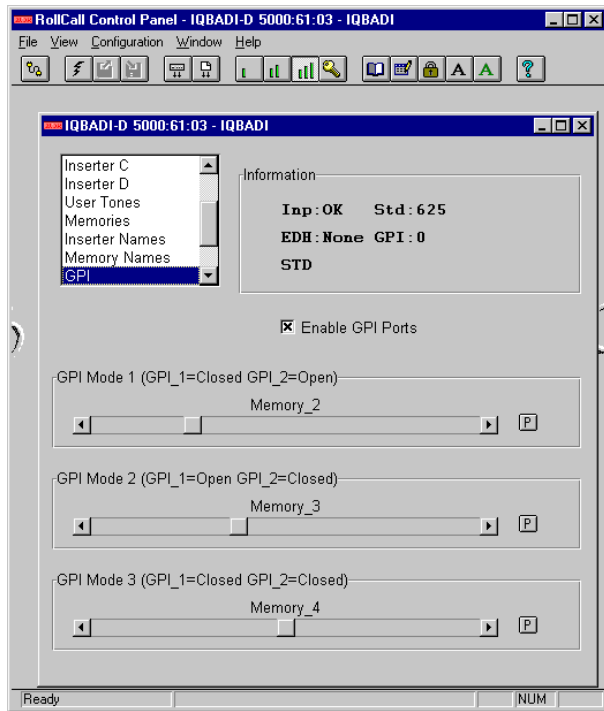 RollCall Control Panel - IQBADI-D 5000:61:03 - IQBADI
File View Configuration Window Help
A A ?
IQBADI-D 5000:61:03 - IQBADI
Inserter C
Inserter D
User Tones
Memories
Inserter Names
Memory Names
GPI
Information
Inp:OK Std:625
EDH:None GPI:0
STD
Enable GPI Ports
GPI Mode 1 (GPI_1=Closed GPI_2=Open)
Memory_2
P
GPI Mode 2 (GPI_1=Open GPI_2=Closed)
Memory_3
P
GPI Mode 3 (GPI_1=Closed GPI_2=Closed)
Memory_4
P
Ready NUM